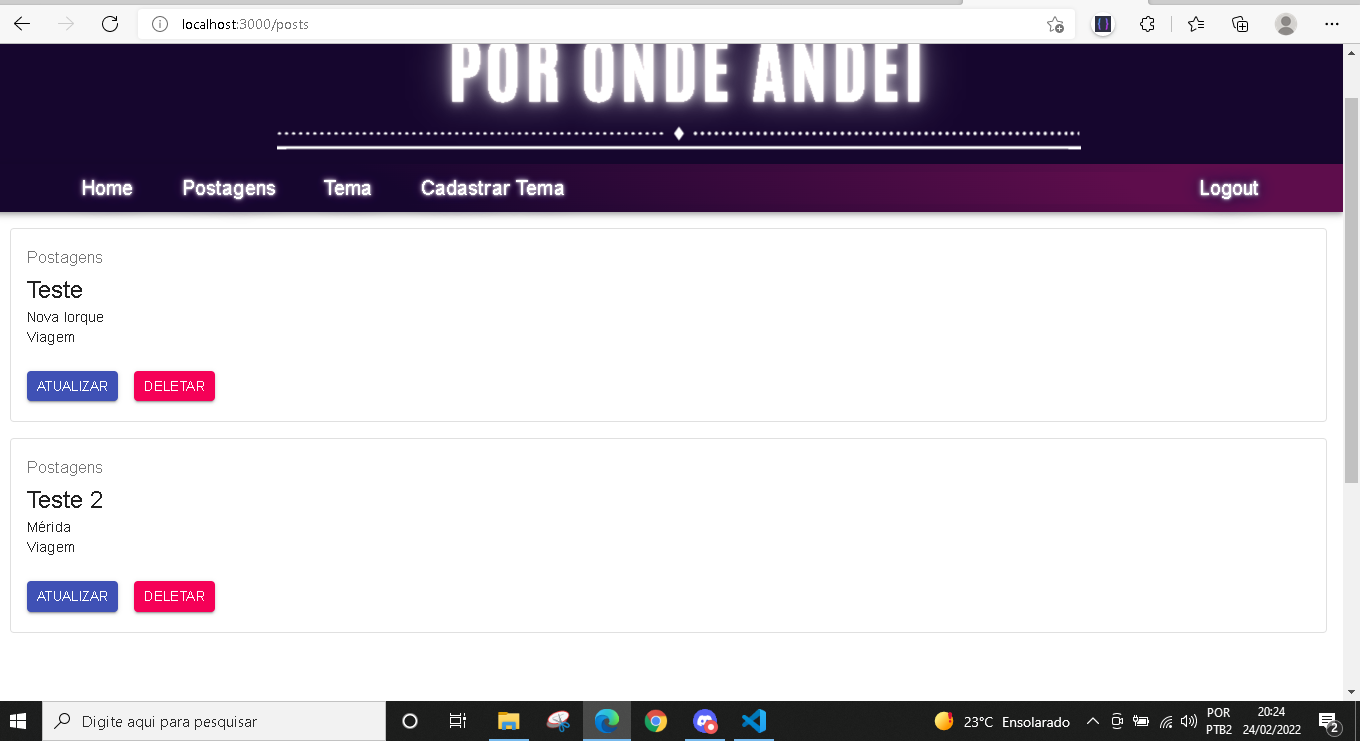 localhost:3000/posts
POR ONDE ANDEI
Home Postagens Tema Cadastrar Tema Logout
Postagens
Teste
Nova Iorque
Viagem
ATUALIZAR DELETAR
Postagens
Teste 2
Mérida
Viagem
ATUALIZAR DELETAR
Digite aqui para pesquisar
23°C Ensolarado
POR
PTB2
20:24
24/02/2022
2